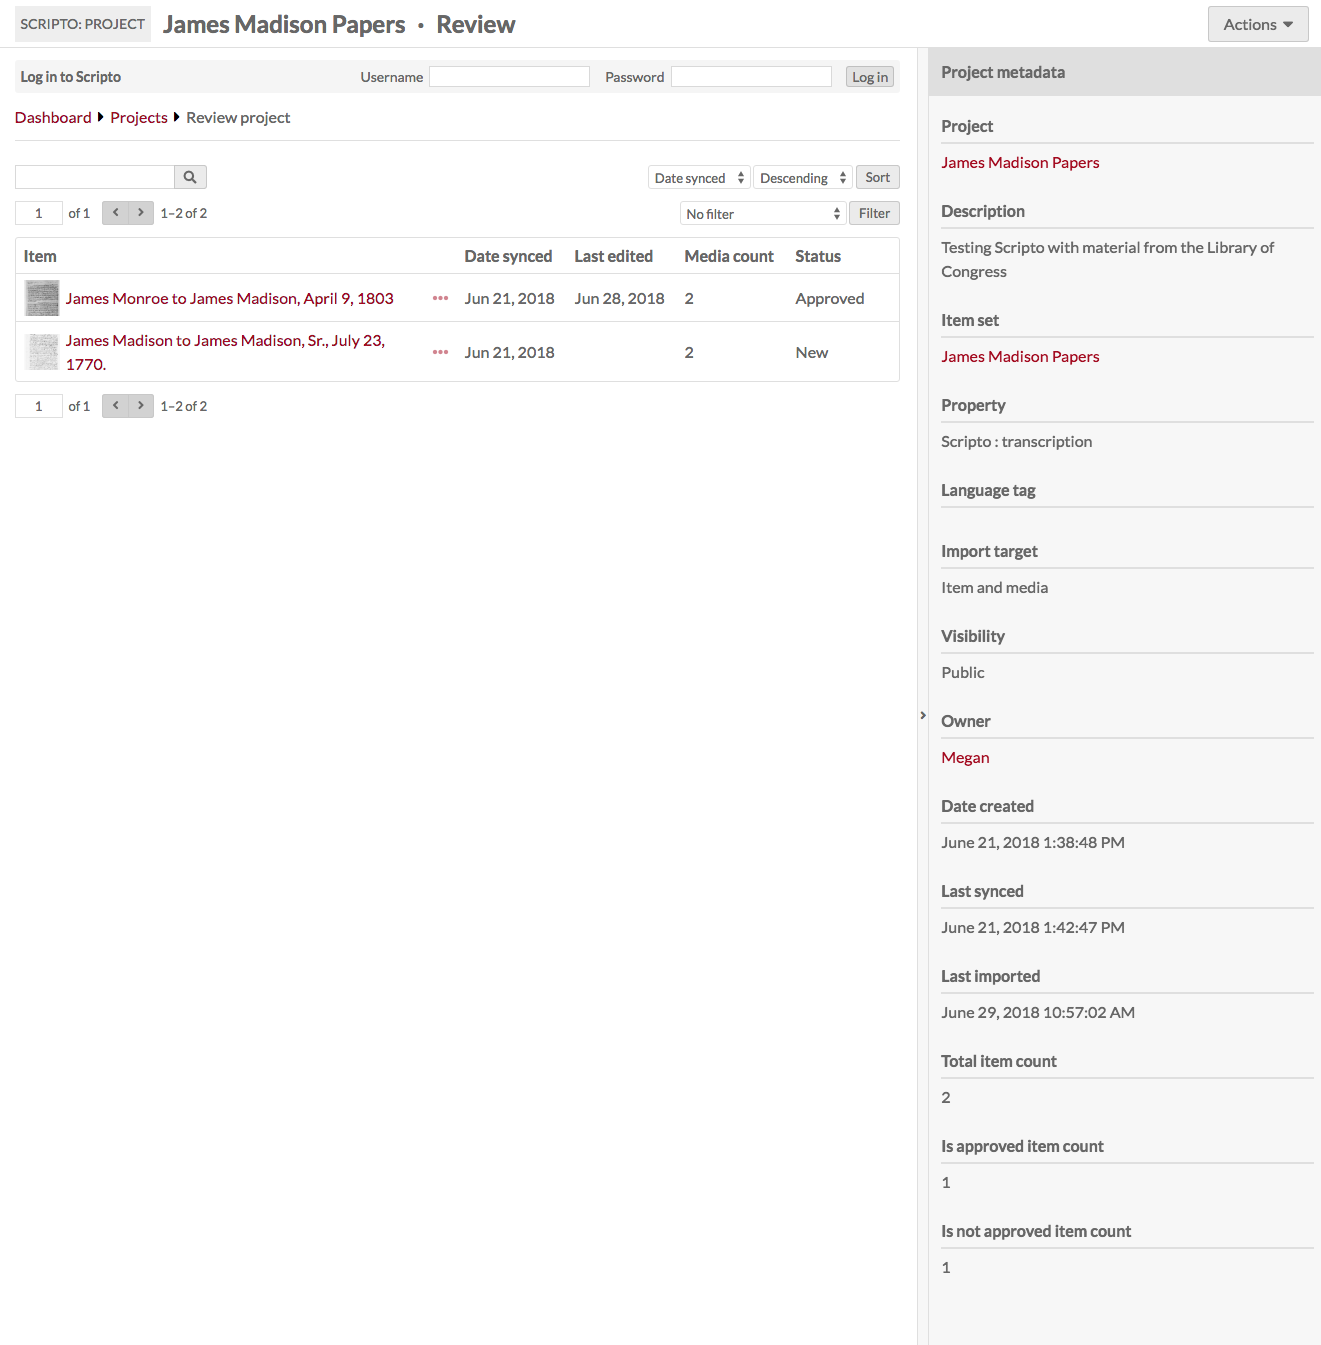 SCRIPTO: PROJECT James Madison Papers · Review Actions
Log in to Scripto Username Password Log in
Dashboard Projects Review project
Date synced Descending Sort
1 of 1 1–2 of 2 No filter Filter
Item Date synced Last edited Media count Status
James Monroe to James Madison, April 9, 1803 ••• Jun 21, 2018 Jun 28, 2018 2 Approved
James Madison to James Madison, Sr., July 23,
1770. ••• Jun 21, 2018 2 New
1 of 1 1–2 of 2
Project metadata
Project
James Madison Papers
Description
Testing Scripto with material from the Library of
Congress
Item set
James Madison Papers
Property
Scripto : transcription
Language tag
Import target
Item and media
Visibility
Public
Owner
Megan
Date created
June 21, 2018 1:38:48 PM
Last synced
June 21, 2018 1:42:47 PM
Last imported
June 29, 2018 10:57:02 AM
Total item count
2
Is approved item count
1
Is not approved item count
1